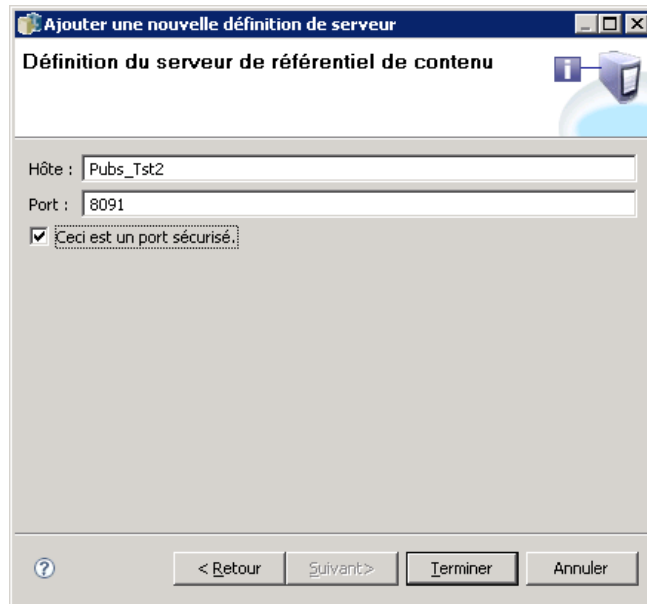 Ajouter une nouvelle définition de serveur
Définition du serveur de référentiel de contenu
Hôte : Pubs_Tst2
Port : 8091
Ceci est un port sécurisé.
? < Retour Suivant> Terminer Annuler